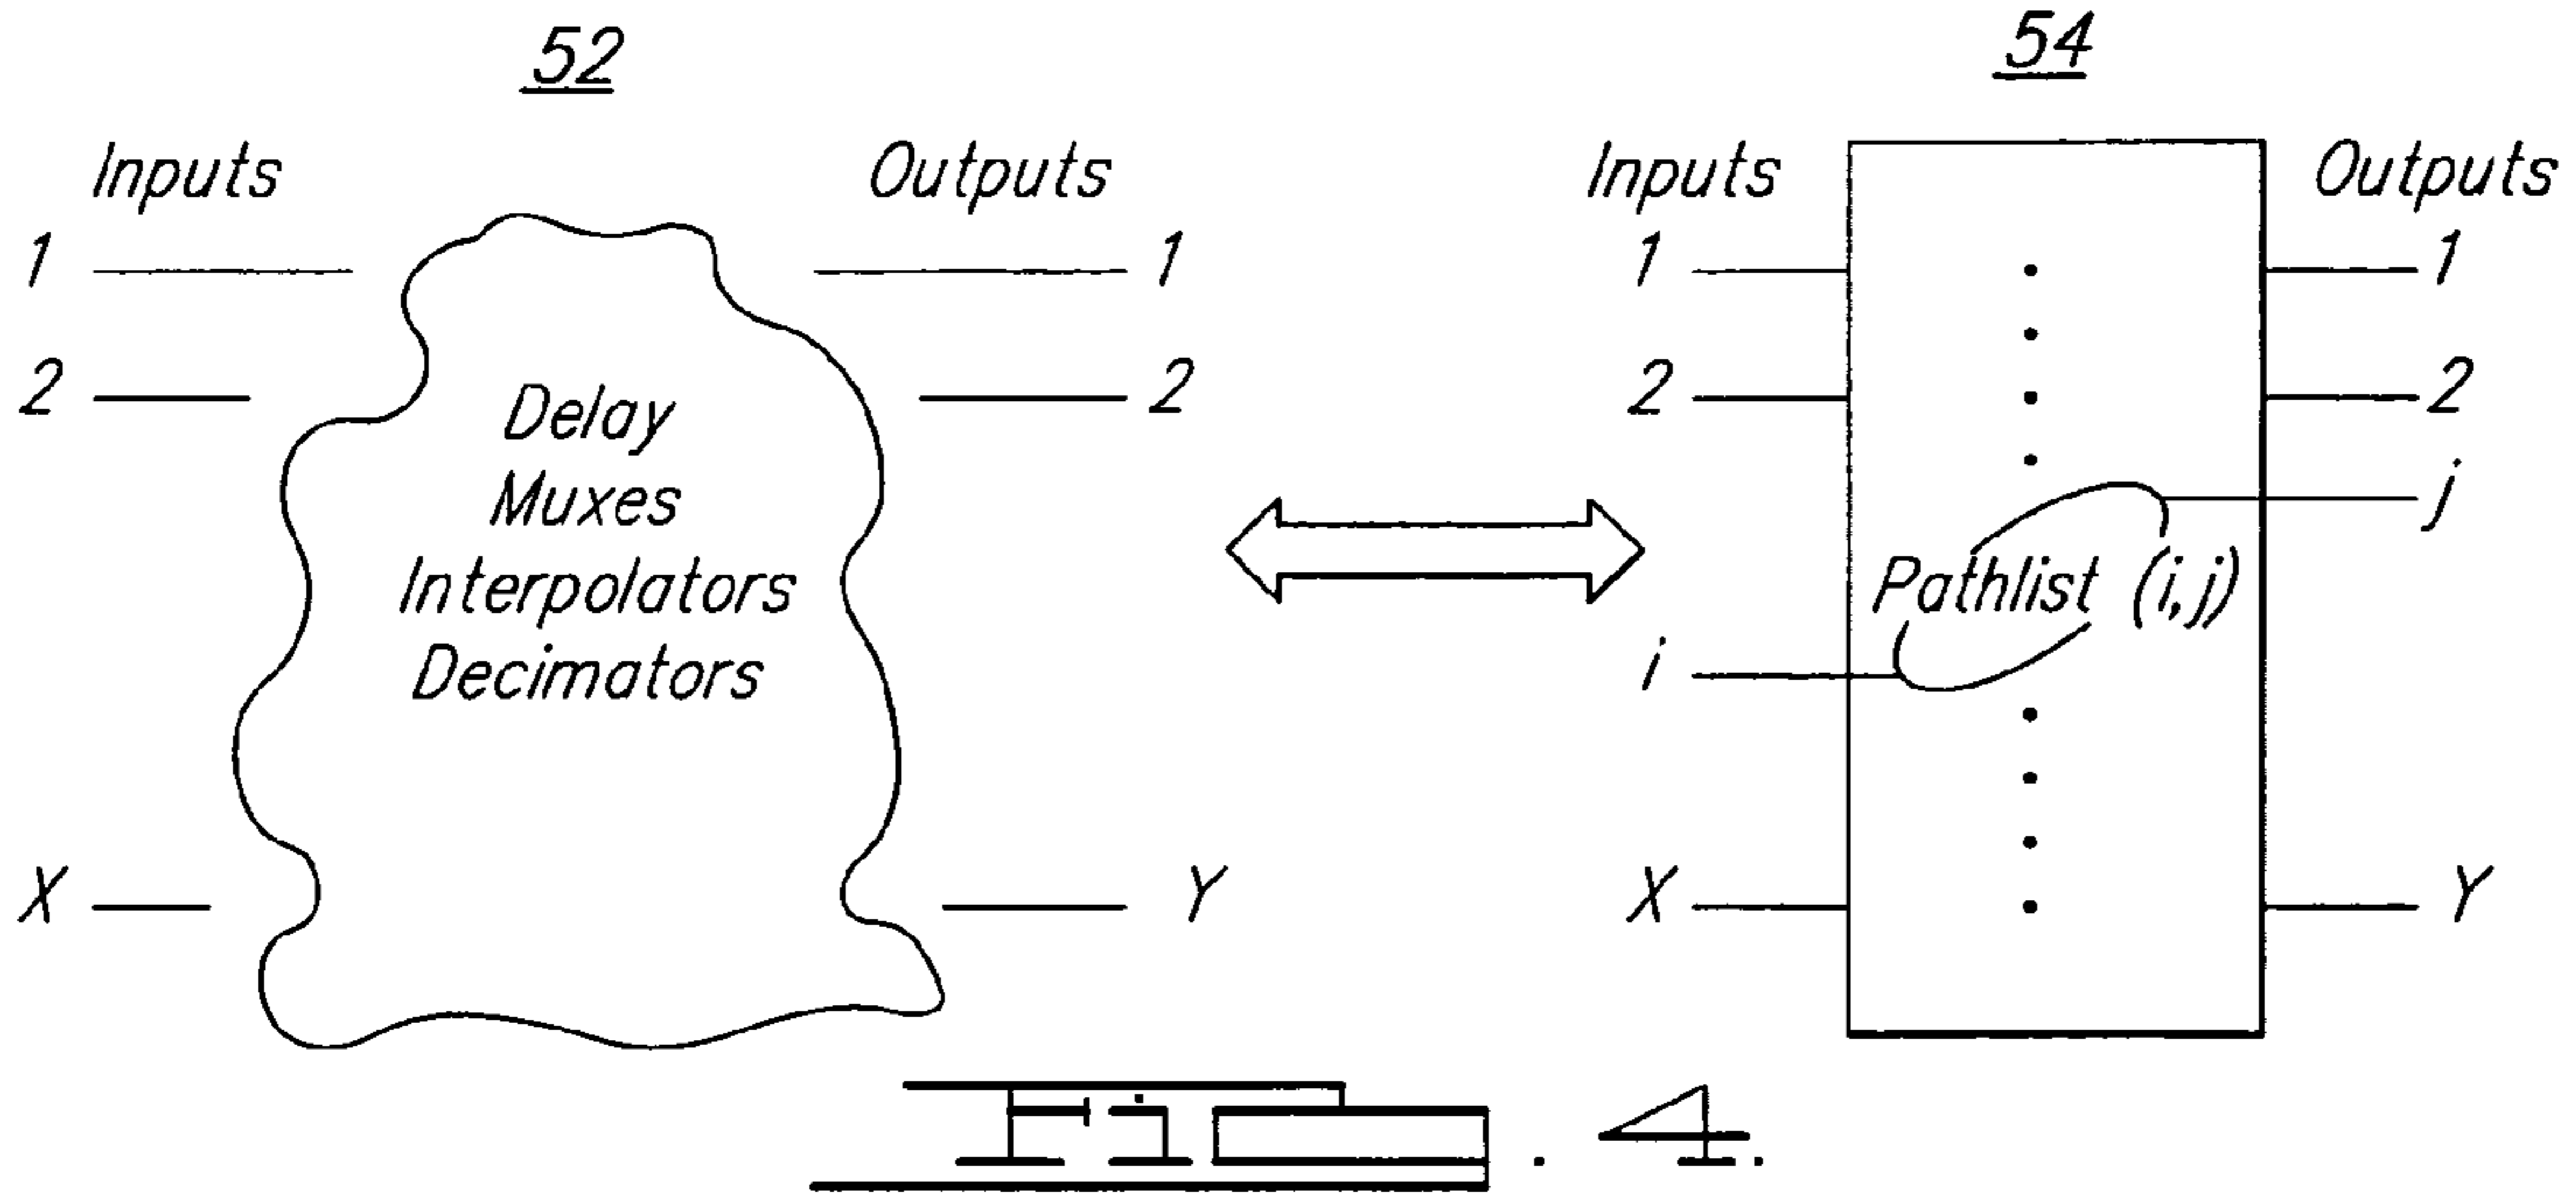 52
Inputs
Outputs
1
1
2
2
Delay
Muxes
Interpolators
Decimators
X
Y
54
Inputs
Outputs
1
1
2
2
j
Pathlist (i,j)
i
X
Y
Fig. 4.